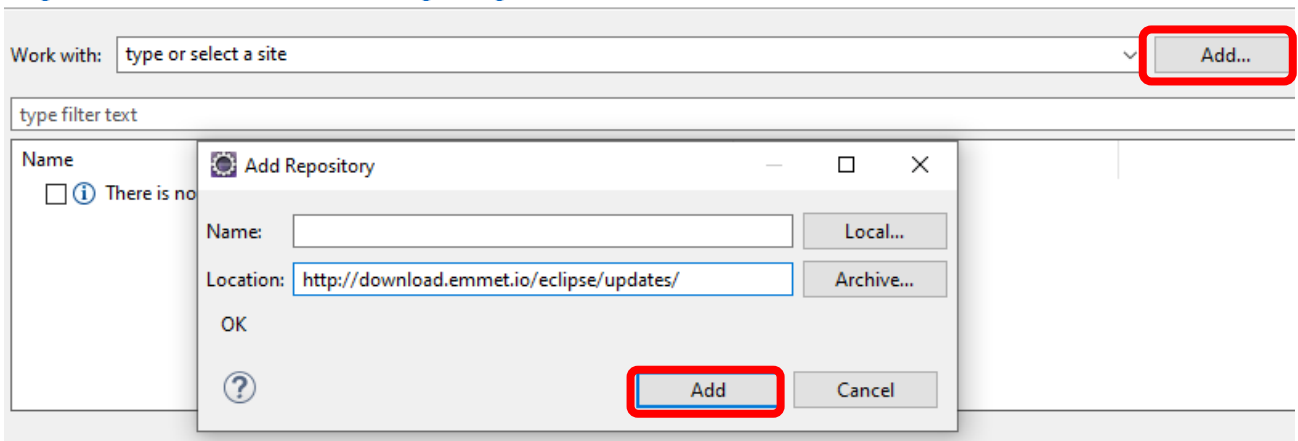 Work with: type or select a site Add...
type filter text
Name
There is no
Add Repository
Name: Local...
Location: http://download.emmet.io/eclipse/updates/ Archive...
OK
? Add Cancel